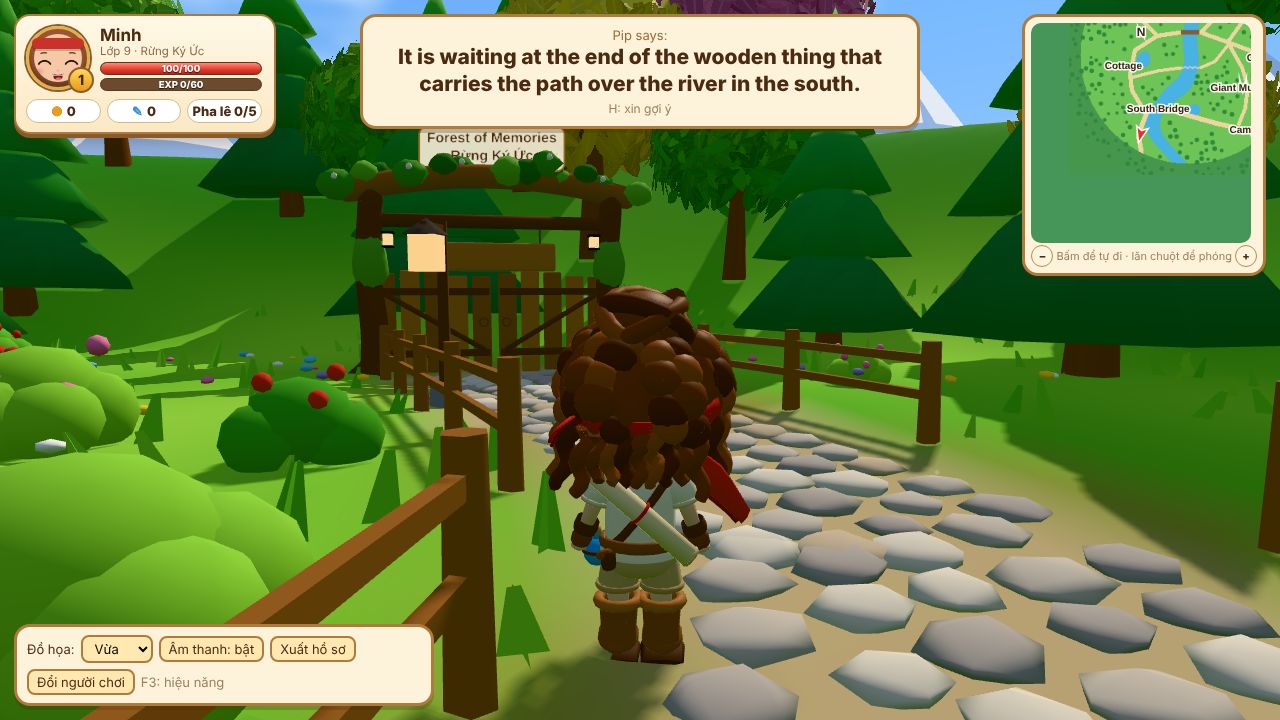 Minh
Lớp 9 · Rừng Ký Ức
100/100
EXP 0/60
1
0
0
Pha lê 0/5
Pip says:
It is waiting at the end of the wooden thing that
carries the path over the river in the south.
H: xin gợi ý
Forest of Memories
Rừng Ký Ức
N
Cottage
Giant Mu
South Bridge
Cam
− Bấm để tự đi · lăn chuột để phóng +
Đồ họa: Vừa Âm thanh: bật Xuất hồ sơ
Đổi người chơi F3: hiệu năng